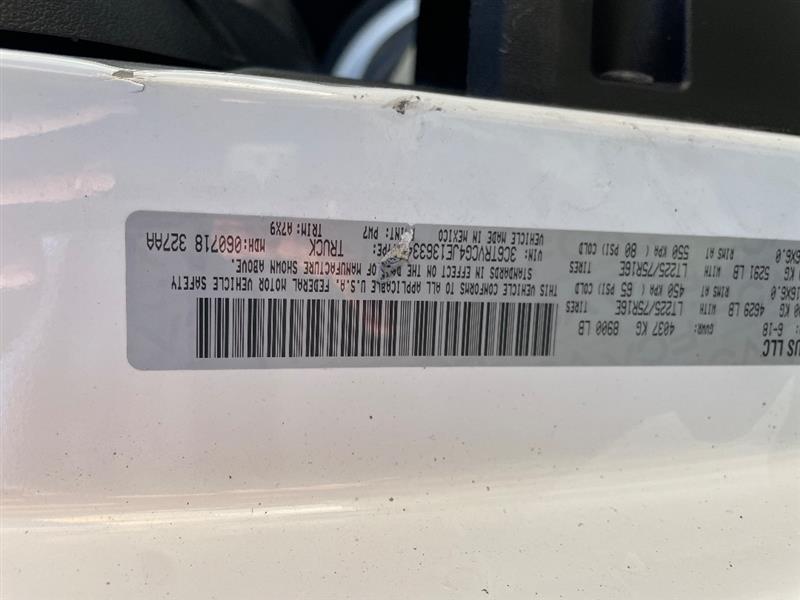 US LLC
: 6-18 GVWR: 4037 KG 8900 LB
KG 4629 LB WITH LT225/75R16E TIRES
16X6.0 RIMS AT 450 KPA ( 65 PSI) COLD
KG 5291 LB WITH LT225/75R16E TIRES
16X6.0 RIMS AT 550 KPA ( 80 PSI) COLD
THIS VEHICLE CONFORMS TO ALL APPLICABLE U.S.A. FEDERAL MOTOR VEHICLE SAFETY
STANDARDS IN EFFECT ON THE DATE OF MANUFACTURE SHOWN ABOVE.
VIN: TYPE: TRUCK MDH:060718 327AA
VEHICLE MADE IN MEXICO INT: PW7 TRIM: A7X9